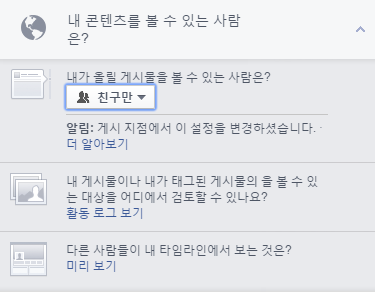 내 콘텐츠를 볼 수 있는 사람
은?
내가 올릴 게시물을 볼 수 있는 사람은?
친구만
알림: 게시 지점에서 이 설정을 변경하셨습니다. ·
더 알아보기
내 게시물이나 내가 태그된 게시물의 을 볼 수 있
는 대상을 어디에서 검토할 수 있나요?
활동 로그 보기
다른 사람들이 내 타임라인에서 보는 것은?
미리 보기